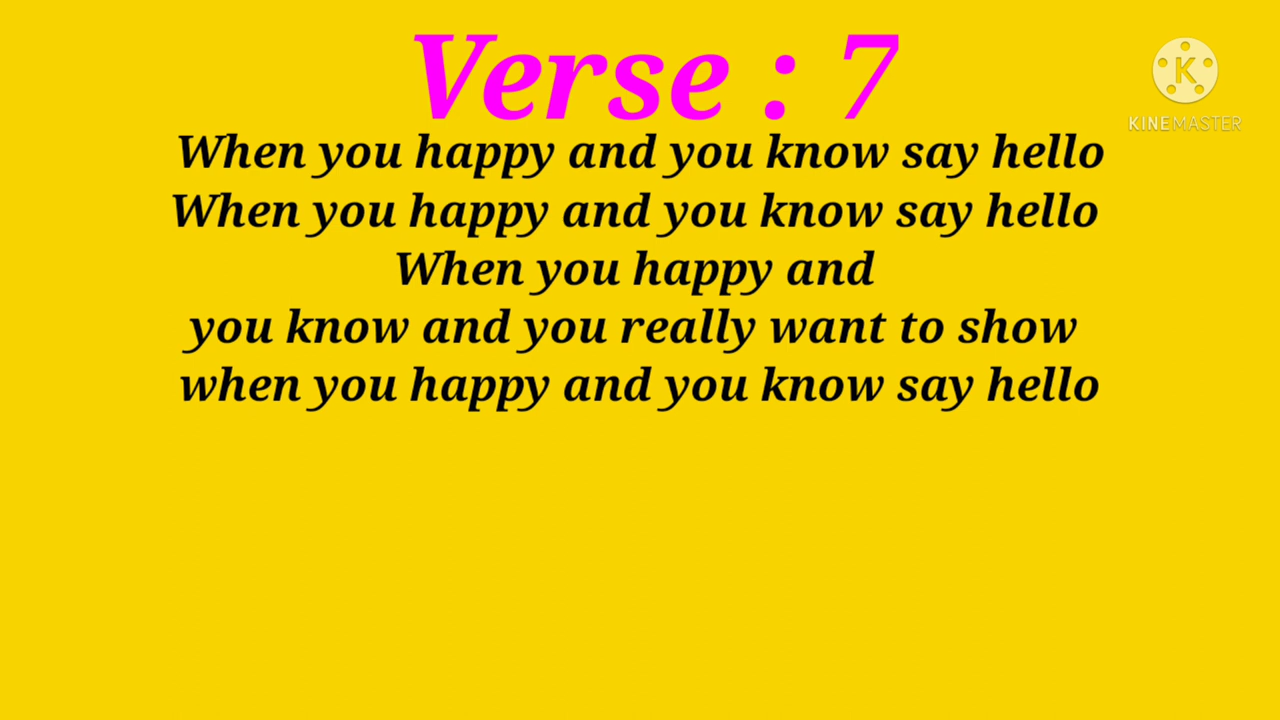 Verse : 7
KINEMASTER
When you happy and you know say hello
When you happy and you know say hello
When you happy and
you know and you really want to show
when you happy and you know say hello